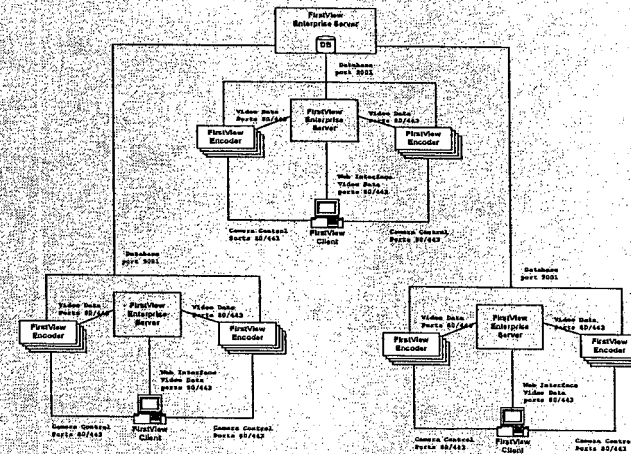 FirstView
Enterprise Server
DB
Database
port 9001
Video Data
Ports 80/443
FirstView
Enterprise
Server
Video Data
Ports 80/443
FirstView
Encoder
FirstView
Encoder
Web Interface
Video Data
ports 80/443
Camera Control
Ports 80/443
FirstView
Client
Camera Control
Ports 80/443
Database
port 9001
Video Data
Ports 80/443
FirstView
Enterprise
Server
Video Data
Ports 80/443
FirstView
Encoder
FirstView
Encoder
Web Interface
Video Data
ports 80/443
Camera Control
Ports 80/443
FirstView
Client
Camera Control
Ports 80/443
Database
port 9001
Video Data
Ports 80/443
FirstView
Enterprise
Server
Video Data
Ports 80/443
FirstView
Encoder
FirstView
Encoder
Web Interface
Video Data
ports 80/443
Camera Control
Ports 80/443
FirstView
Client
Camera Control
Ports 80/443